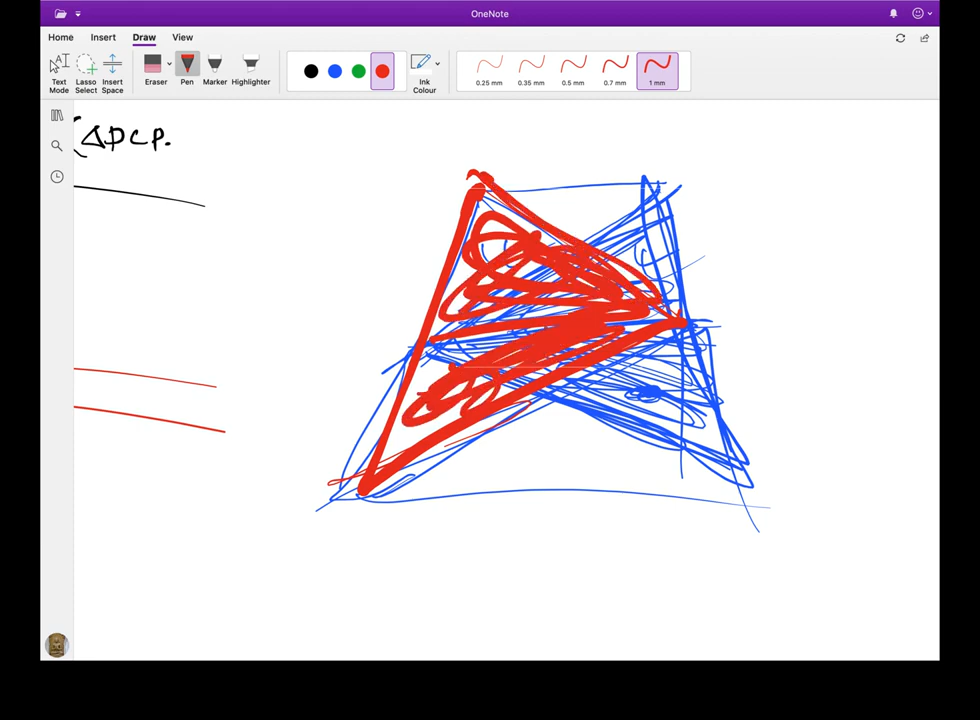 OneNote
Home Insert Draw View
Text Mode Lasso Select Insert Space Eraser Pen Marker Highlighter Ink Colour 0.25 mm 0.35 mm 0.5 mm 0.7 mm 1 mm
(△DCP.